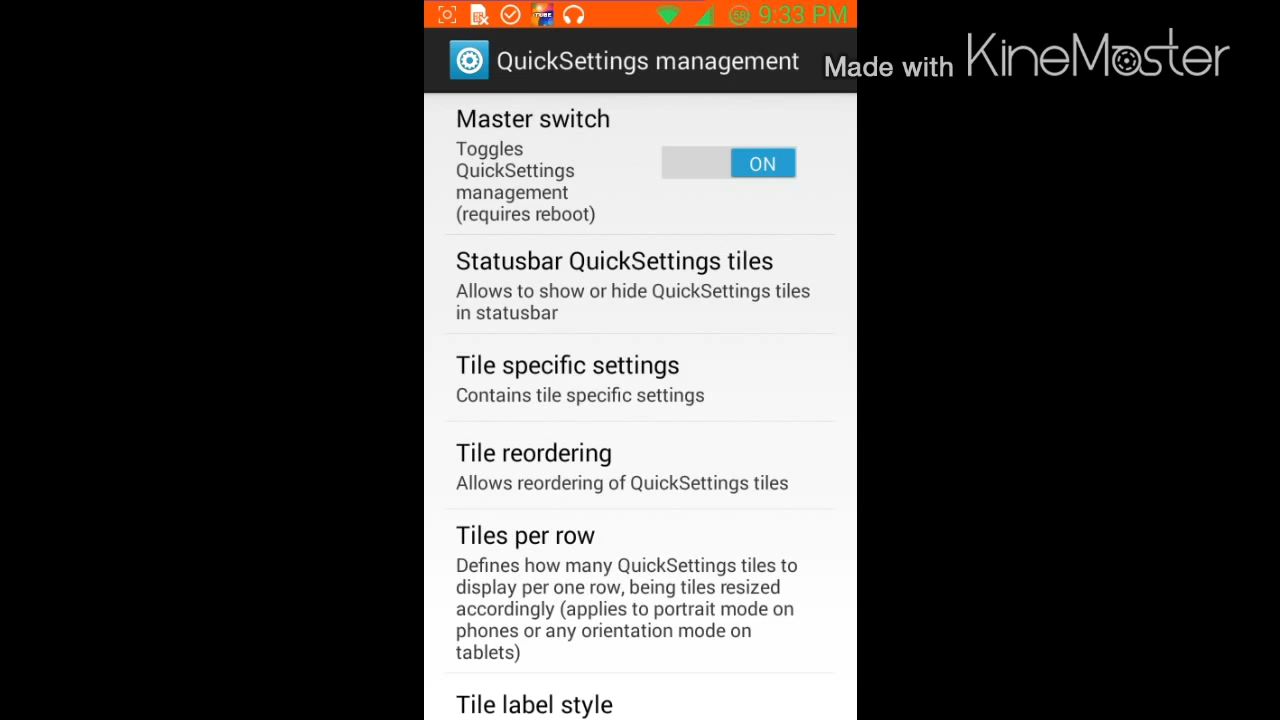 TUBE
58
9:33 PM
QuickSettings management
Made with KINEMASTER
Master switch
Toggles
QuickSettings
management
(requires reboot)
ON
Statusbar QuickSettings tiles
Allows to show or hide QuickSettings tiles
in statusbar
Tile specific settings
Contains tile specific settings
Tile reordering
Allows reordering of QuickSettings tiles
Tiles per row
Defines how many QuickSettings tiles to
display per one row, being tiles resized
accordingly (applies to portrait mode on
phones or any orientation mode on
tablets)
Tile label style